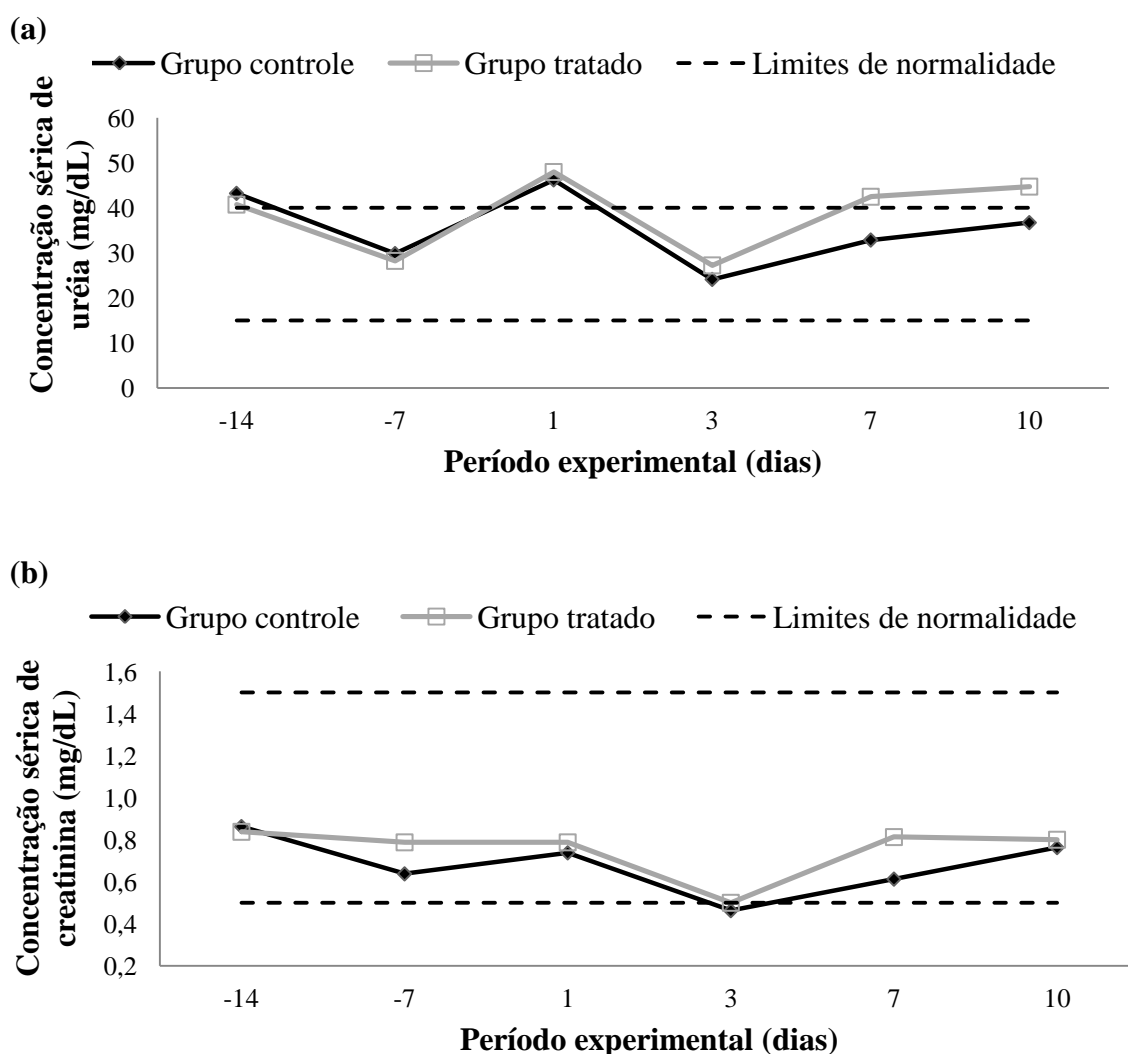 (a)
Grupo controle Grupo tratado Limites de normalidade
Concentração sérica de
uréia (mg/dL)
60
50
40
30
20
10
0
-14 -7 1 3 7 10
Período experimental (dias)
(b)
Grupo controle Grupo tratado Limites de normalidade
Concentração sérica de
creatinina (mg/dL)
1,6
1,4
1,2
1,0
0,8
0,6
0,4
0,2
-14 -7 1 3 7 10
Período experimental (dias)